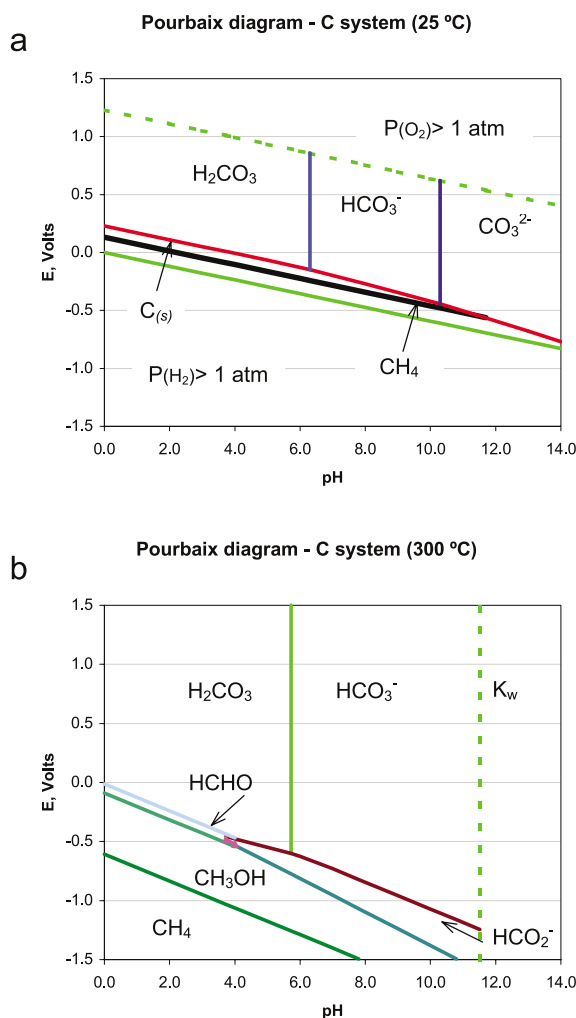 Pourbaix diagram - C system (25 ºC)
a
1.5
P(O₂)> 1 atm
1.0
H₂CO₃
0.5
HCO₃⁻
CO₃²⁻
E, Volts
0.0
C(s)
-0.5
CH₄
-1.0
P(H₂)> 1 atm
-1.5
0.0 2.0 4.0 6.0 8.0 10.0 12.0 14.0
pH
Pourbaix diagram - C system (300 ºC)
b
1.5
1.0
H₂CO₃ HCO₃⁻ Kw
0.5
E, Volts
0.0
HCHO
-0.5
CH₃OH
-1.0
CH₄
HCO₂⁻
-1.5
0.0 2.0 4.0 6.0 8.0 10.0 12.0 14.0
pH